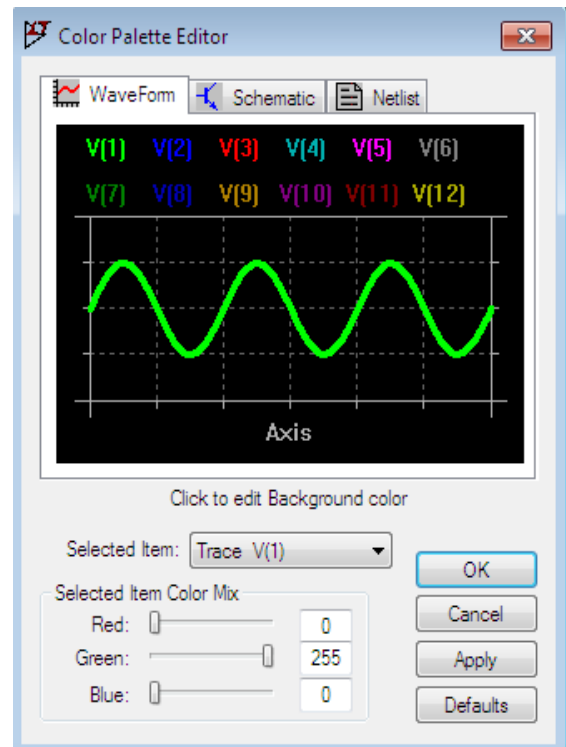 Color Palette Editor
WaveForm Schematic Netlist
V(1) V(2) V(3) V(4) V(5) V(6)
V(7) V(8) V(9) V(10) V(11) V(12)
Axis
Click to edit Background color
Selected Item: Trace V(1)
OK
Selected Item Color Mix
Red: 0
Cancel
Green: 255
Apply
Blue: 0
Defaults